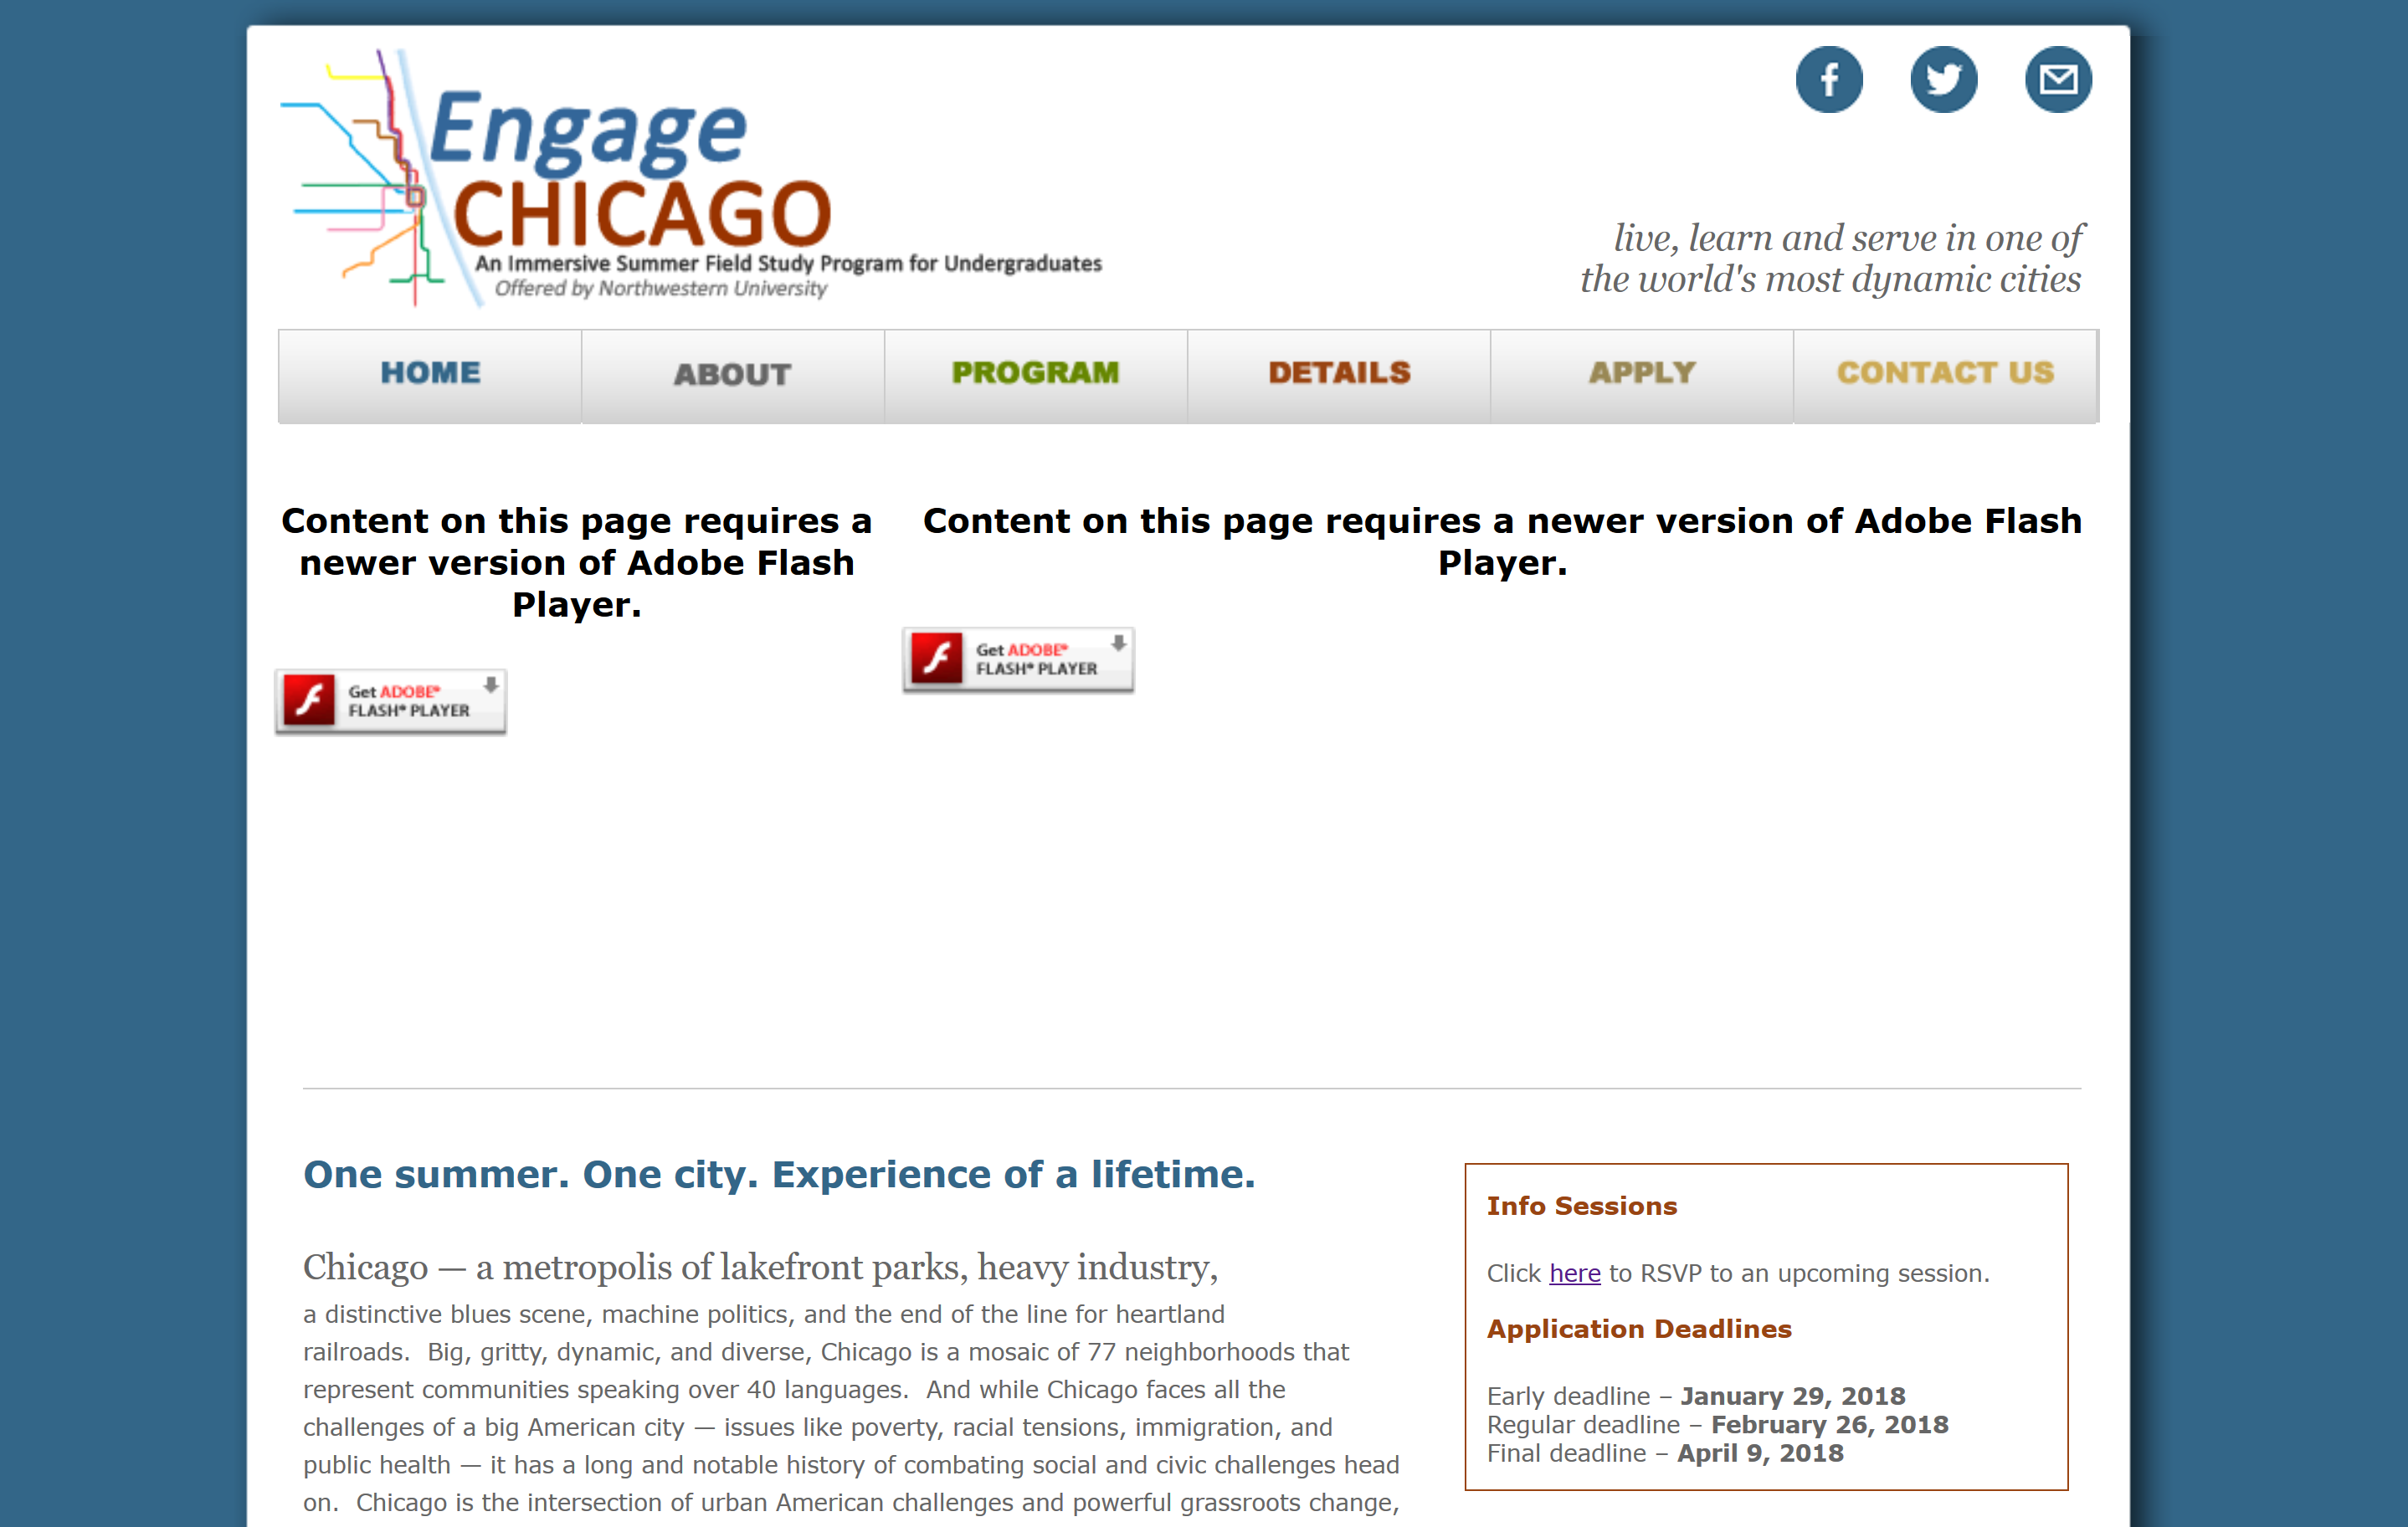 Engage
CHICAGO
An Immersive Summer Field Study Program for Undergraduates
Offered by Northwestern University
live, learn and serve in one of
the world's most dynamic cities
HOME
ABOUT
PROGRAM
DETAILS
APPLY
CONTACT US
Content on this page requires a
newer version of Adobe Flash
Player.
Get ADOBE®
FLASH® PLAYER
Content on this page requires a newer version of Adobe Flash
Player.
Get ADOBE®
FLASH® PLAYER
One summer. One city. Experience of a lifetime.
Chicago — a metropolis of lakefront parks, heavy industry,
a distinctive blues scene, machine politics, and the end of the line for heartland
railroads.  Big, gritty, dynamic, and diverse, Chicago is a mosaic of 77 neighborhoods that
represent communities speaking over 40 languages.  And while Chicago faces all the
challenges of a big American city — issues like poverty, racial tensions, immigration, and
public health — it has a long and notable history of combating social and civic challenges head
on.  Chicago is the intersection of urban American challenges and powerful grassroots change,
Info Sessions
Click here to RSVP to an upcoming session.
Application Deadlines
Early deadline – January 29, 2018
Regular deadline – February 26, 2018
Final deadline – April 9, 2018